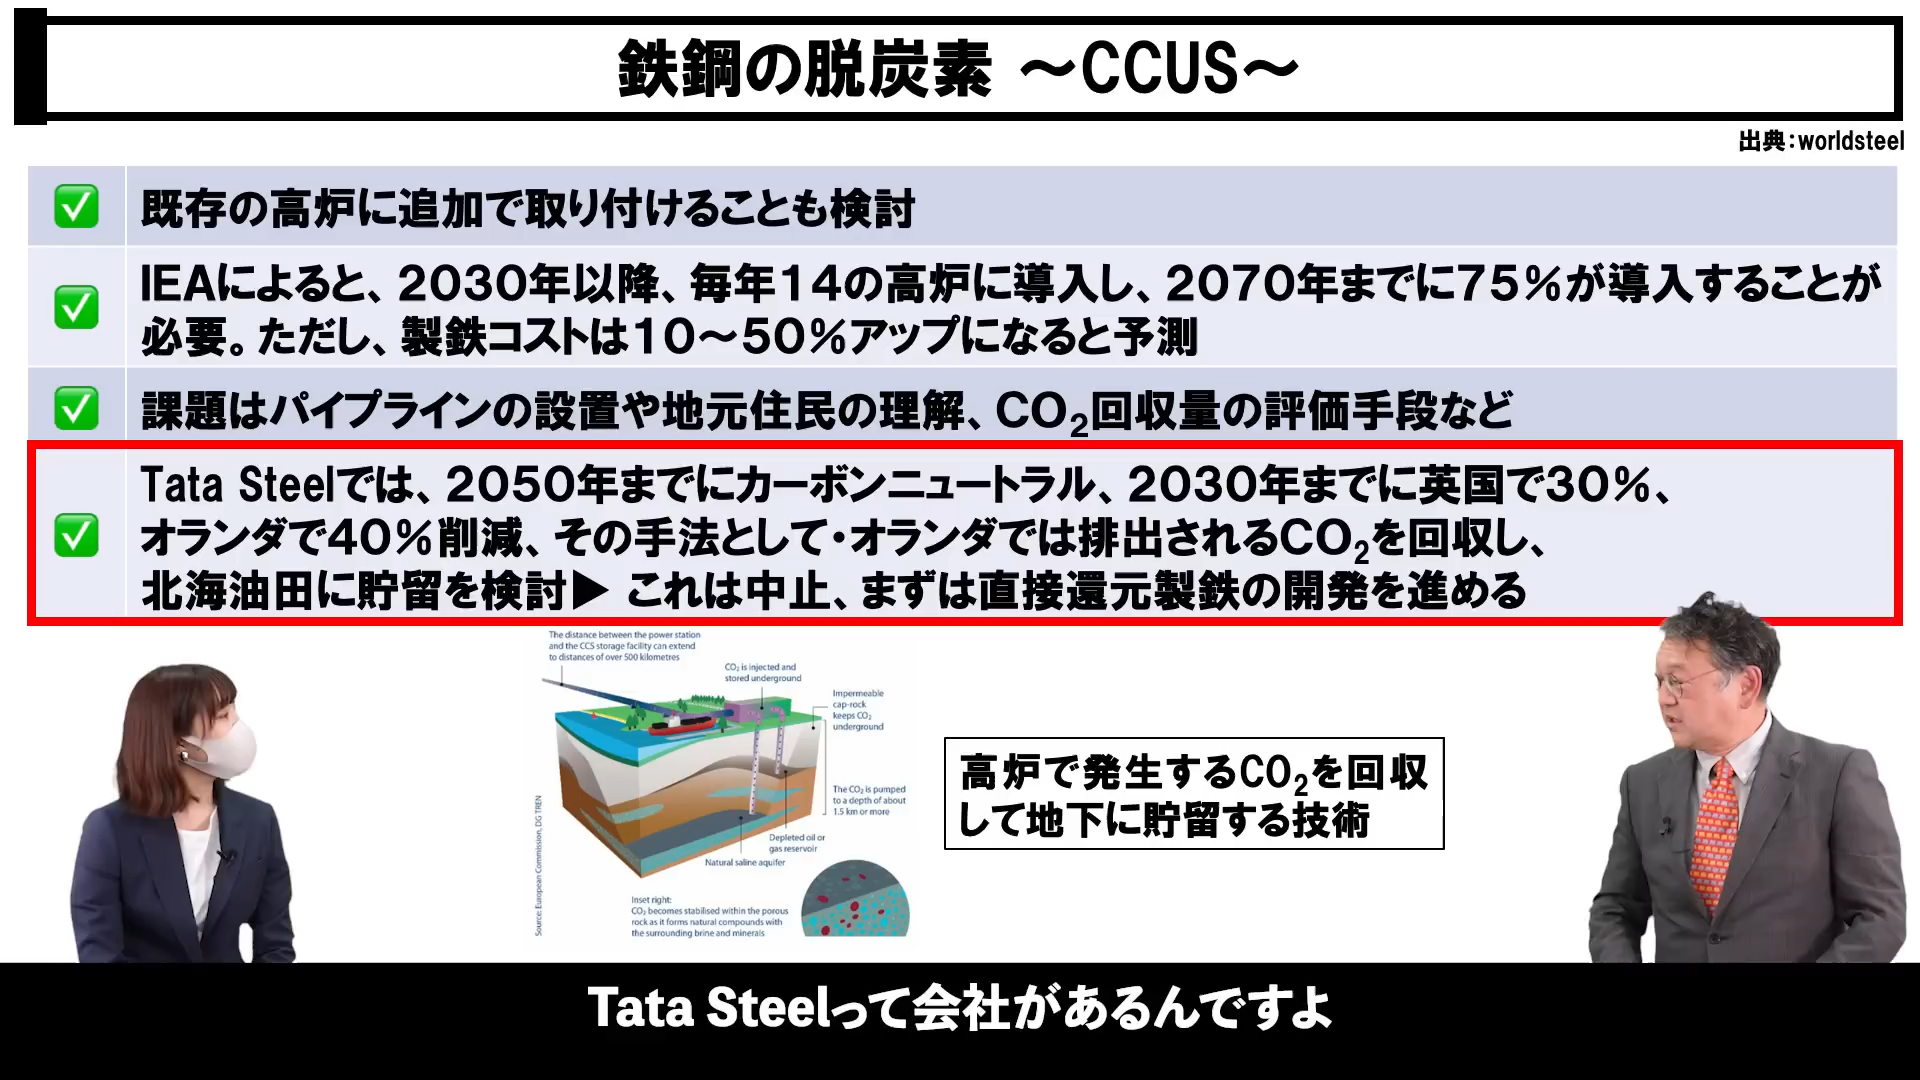 鉄鋼の脱炭素 ～CCUS～
出典：worldsteel
既存の高炉に追加で取り付けることも検討
IEAによると、2030年以降、毎年14の高炉に導入し、2070年までに75％が導入することが
必要。ただし、製鉄コストは10～50％アップになると予測
課題はパイプラインの設置や地元住民の理解、CO₂回収量の評価手段など
Tata Steelでは、2050年までにカーボンニュートラル、2030年までに英国で30％、
オランダで40％削減、その手法として・オランダでは排出されるCO₂を回収し、
北海油田に貯留を検討▶ これは中止、まずは直接還元製鉄の開発を進める
The distance between the power station
and the CCS storage facility can extend
to distances of over 500 kilometres
CO₂ is injected and
stored underground
Impermeable
cap-rock
keeps CO₂
underground
The CO₂ is pumped
to a depth of about
1.5 km or more
Depleted oil or
gas reservoir
Natural saline aquifer
Inset right:
CO₂ becomes stabilised within the porous
rock as it forms natural compounds with
the surrounding brine and minerals
Source: European Commission, DG TREN
高炉で発生するCO₂を回収
して地下に貯留する技術
Tata Steelって会社があるんですよ